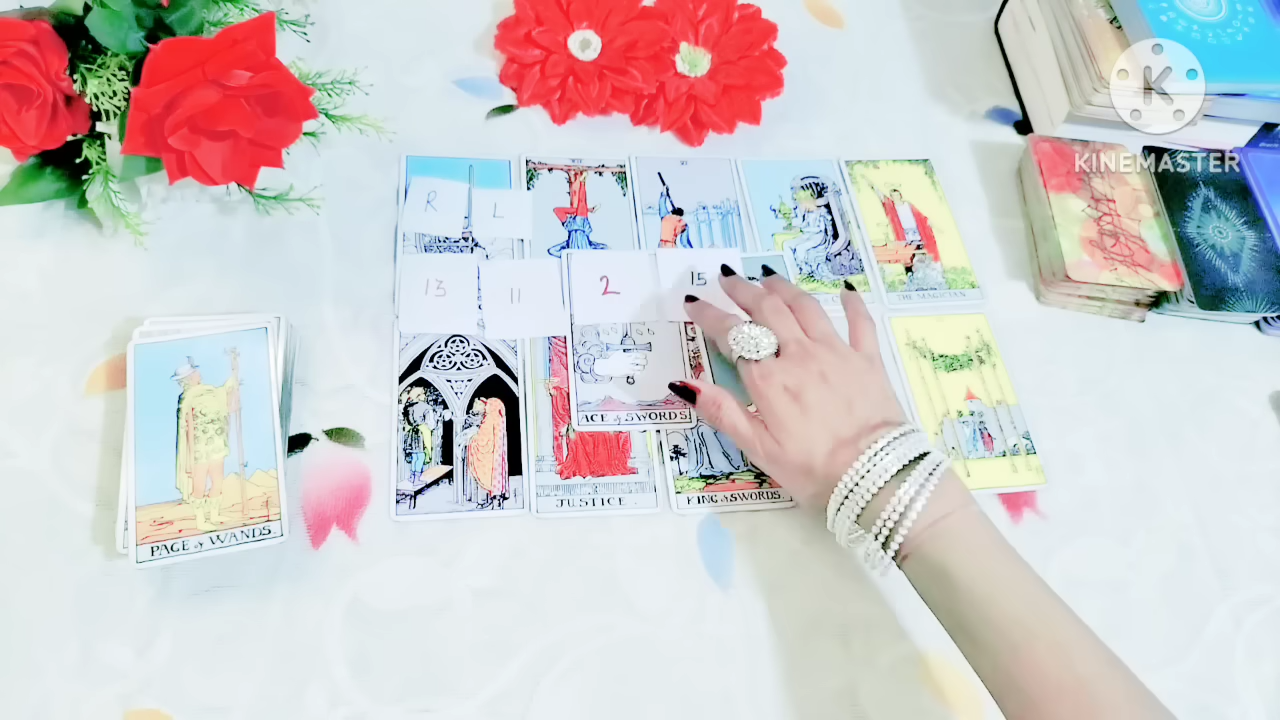 KINEMASTER
R L
THE MAGICIAN
13 11 2 15
ACE of SWORDS
JUSTICE.
KING of SWORDS.
PAGE of WANDS.